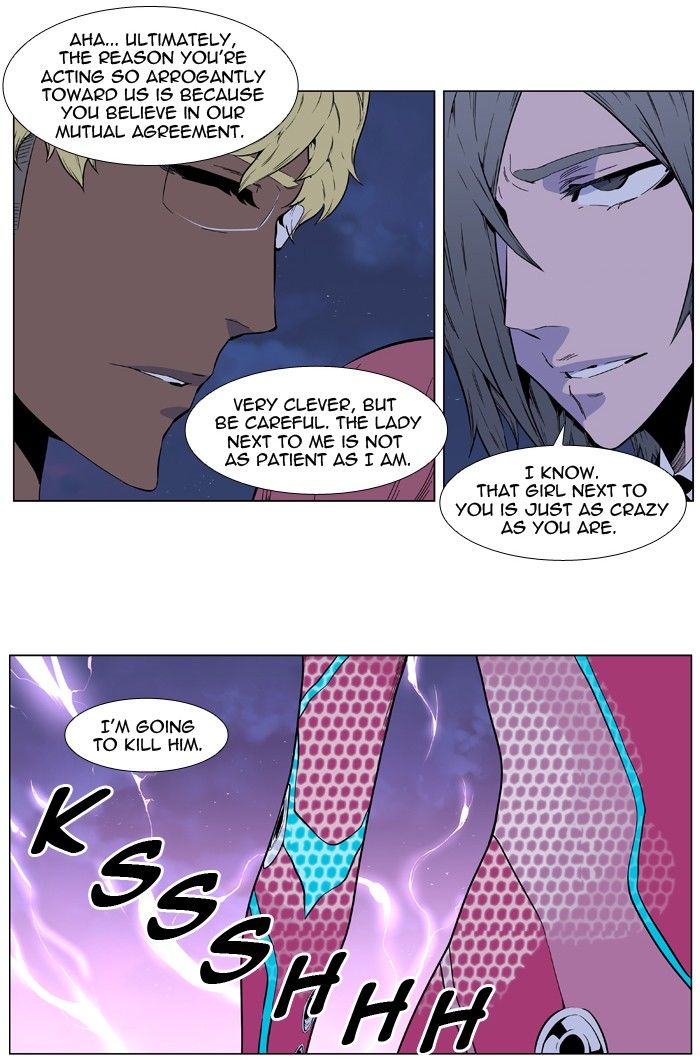 AHA... ULTIMATELY,
THE REASON YOU'RE
ACTING SO ARROGANTLY
TOWARD US IS BECAUSE
YOU BELIEVE IN OUR
MUTUAL AGREEMENT.
VERY CLEVER, BUT
BE CAREFUL. THE LADY
NEXT TO ME IS NOT
AS PATIENT AS I AM.
I KNOW.
THAT GIRL NEXT TO
YOU IS JUST AS CRAZY
AS YOU ARE.
I'M GOING
TO KILL HIM.
KSSSHHH